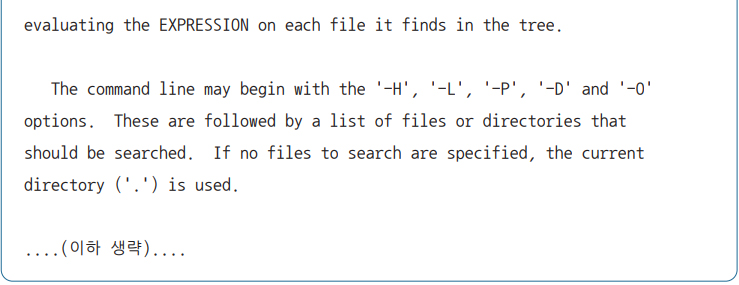 evaluating the EXPRESSION on each file it finds in the tree.
The command line may begin with the '-H', '-L', '-P', '-D' and '-O'
options.  These are followed by a list of files or directories that
should be searched.  If no files to search are specified, the current
directory ('.') is used.
....(이하 생략)....